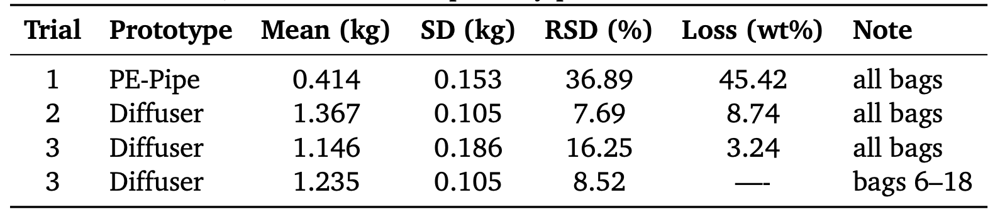 Trial Prototype Mean (kg) SD (kg) RSD (%) Loss (wt%) Note
1 PE-Pipe 0.414 0.153 36.89 45.42 all bags
2 Diffuser 1.367 0.105 7.69 8.74 all bags
3 Diffuser 1.146 0.186 16.25 3.24 all bags
3 Diffuser 1.235 0.105 8.52 —- bags 6–18